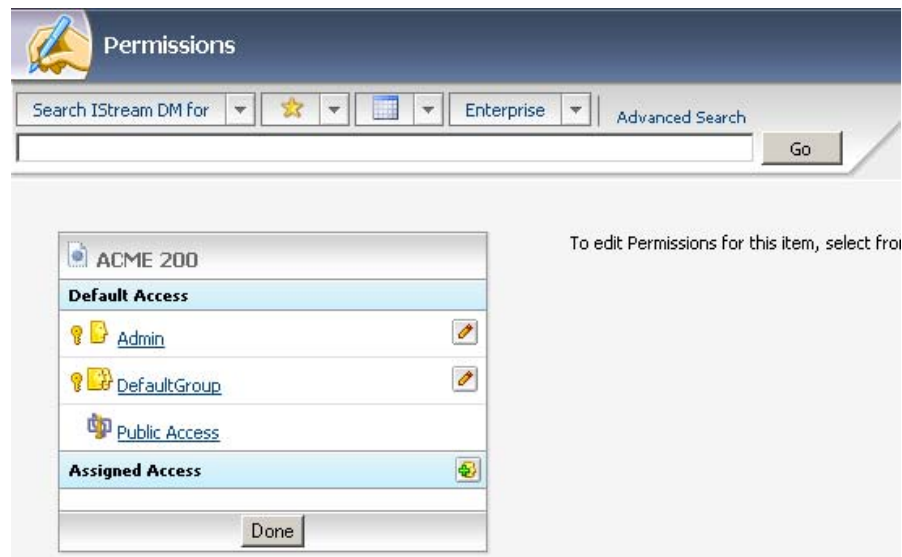 Permissions
Search IStream DM for
Enterprise
Advanced Search
Go
To edit Permissions for this item, select
ACME 200
Default Access
Admin
DefaultGroup
Public Access
Assigned Access
Done